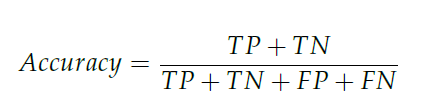 Accuracy = TP + TN / TP + TN + FP + FN